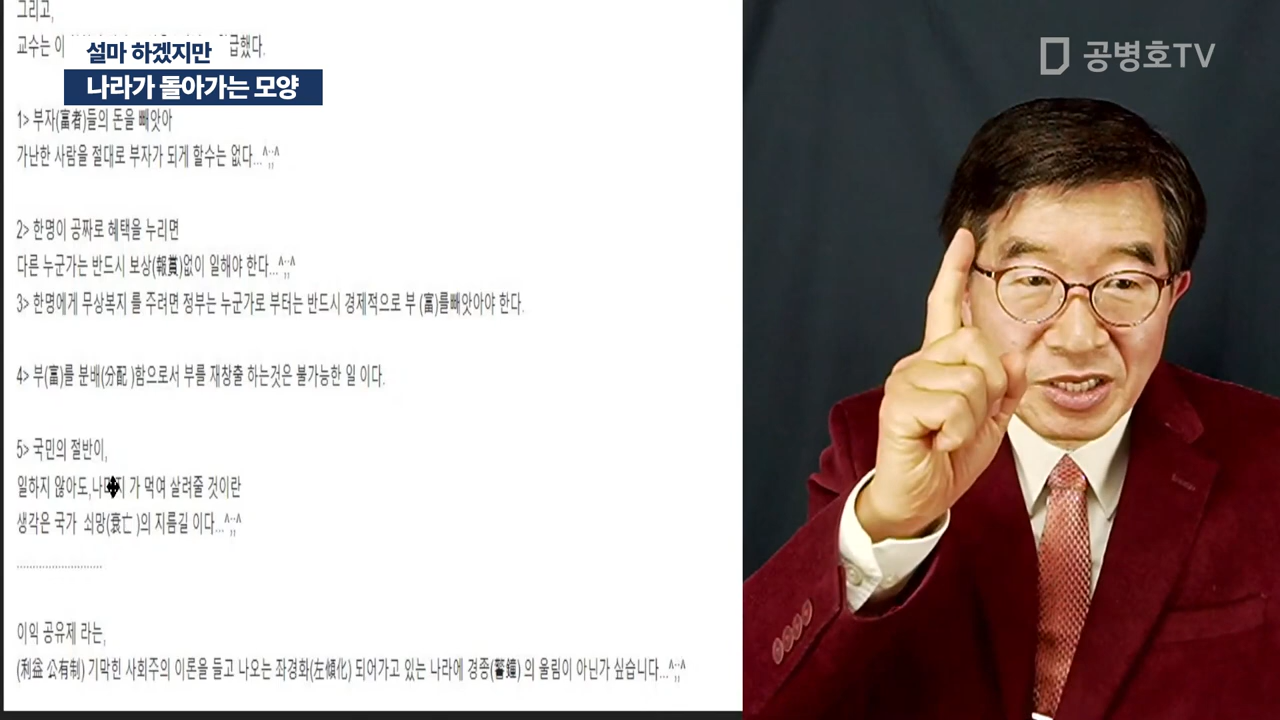 그리고,
교수는 이 급했다.
설마 하겠지만
나라가 돌아가는 모양
공병호TV
1> 부자(富者)들의 돈을 빼앗아
가난한 사람을 절대로 부자가 되게 할수는 없다...^;;^
2> 한명이 공짜로 혜택을 누리면
다른 누군가는 반드시 보상(報賞)없이 일해야 한다...^;;^
3> 한명에게 무상복지 를 주려면 정부는 누군가로 부터는 반드시 경제적으로 부 (富)를빼앗아야 한다.
4> 부(富)를 분배(分配 )함으로서 부를 재창출 하는것은 불가능한 일 이다.
5> 국민의 절반이,
일하지 않아도,나 지 가 먹여 살려줄 것이란
생각은 국가 쇠망(衰亡 )의 지름길 이다...^;;^
...........................
이익 공유제 라는,
(利益 公有制) 기막힌 사회주의 이론을 들고 나오는 좌경화(左傾化) 되어가고 있는 나라에 경종(警鐘) 의 울림이 아닌가 싶습니다...^;;^